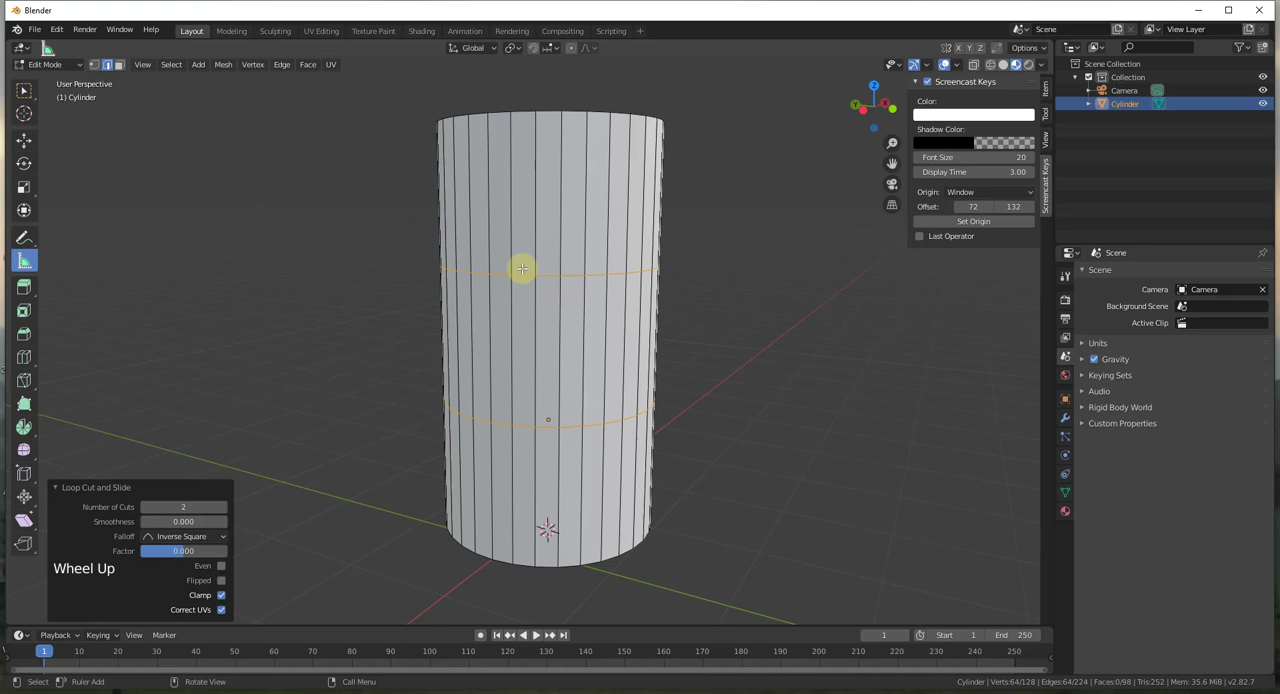 Blender
File Edit Render Window Help Layout Modeling Sculpting UV Editing Texture Paint Shading Animation Rendering Compositing Scripting + Scene View Layer
Global X Y Z Options
Edit Mode View Select Add Mesh Vertex Edge Face UV
User Perspective
(1) Cylinder
Scene Collection
Collection
Camera
Cylinder
Screencast Keys
Color:
Shadow Color:
Font Size 20
Display Time 3.00
Origin: Window
Offset: 72 132
Set Origin
Last Operator
Item
Tool
View
Screencast Keys
Z
Y
X
Scene
Scene
Camera Camera
Background Scene
Active Clip
Units
Gravity
Keying Sets
Audio
Rigid Body World
Custom Properties
Loop Cut and Slide
Number of Cuts 2
Smoothness 0.000
Falloff Inverse Square
Factor 0.000
Even
Flipped
Clamp
Correct UVs
Wheel Up
Playback Keying View Marker 1 Start 1 End 250
1 10 20 30 40 50 60 70 80 90 100 110 120 130 140 150 160 170 180 190 200 210 220 230 240 250
Select Ruler Add Rotate View Call Menu Cylinder | Verts:64/128 | Edges:64/224 | Faces:0/98 | Tris:252 | Mem: 35.6 MiB | v2.82.7